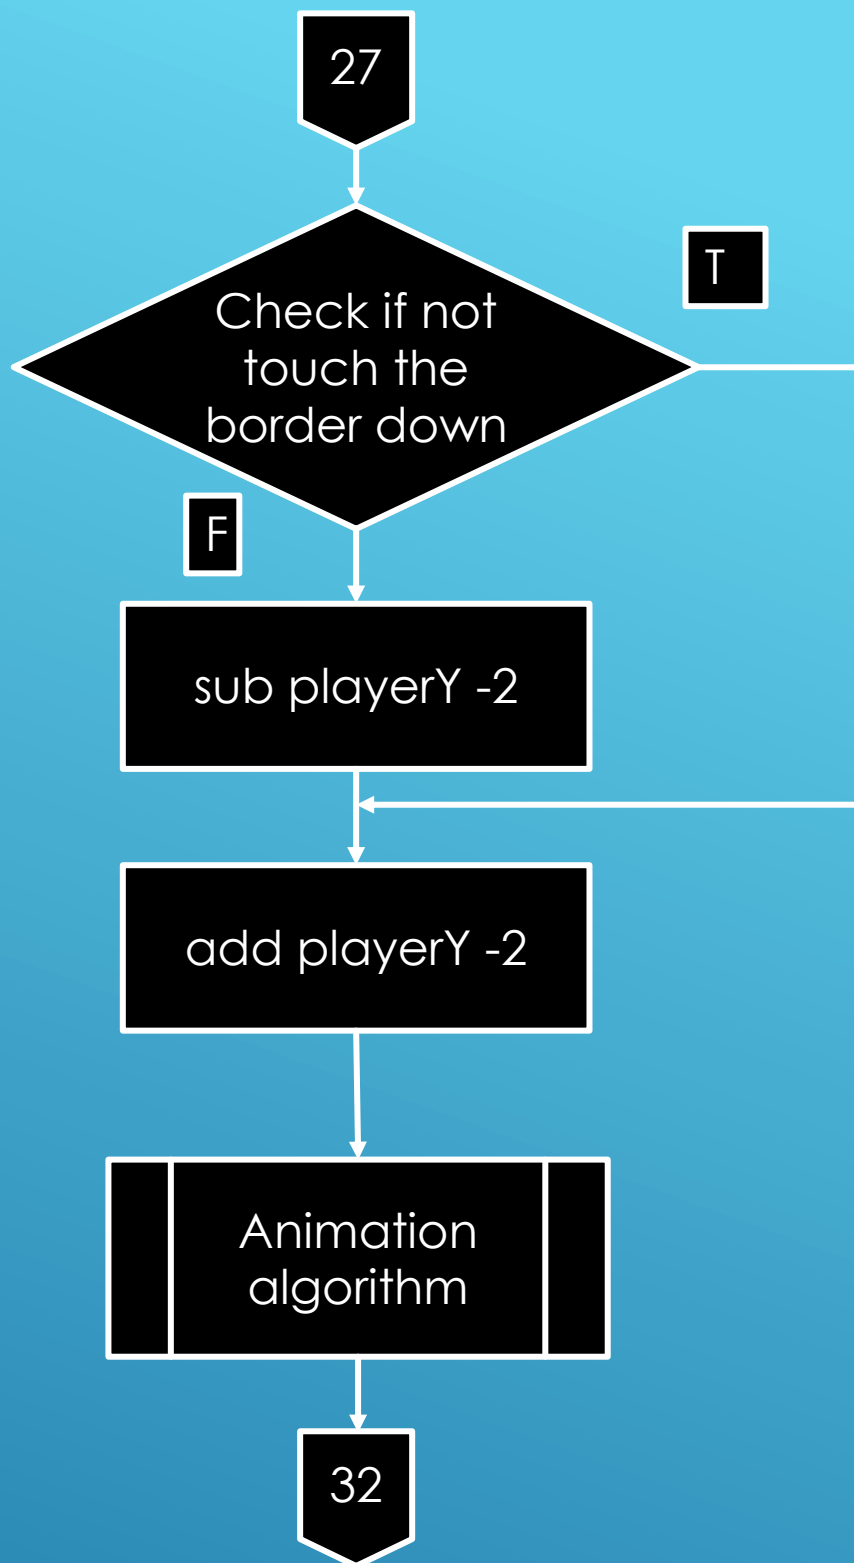 27
T
Check if not
touch the
border down
F
sub playerY -2
add playerY -2
Animation
algorithm
32